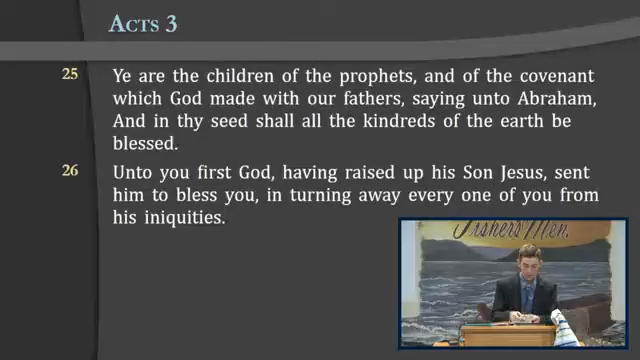 Acts 3
25 Ye are the children of the prophets, and of the covenant
which God made with our fathers, saying unto Abraham,
And in thy seed shall all the kindreds of the earth be
blessed.
26 Unto you first God, having raised up his Son Jesus, sent
him to bless you, in turning away every one of you from
his iniquities.
Fishers Men.